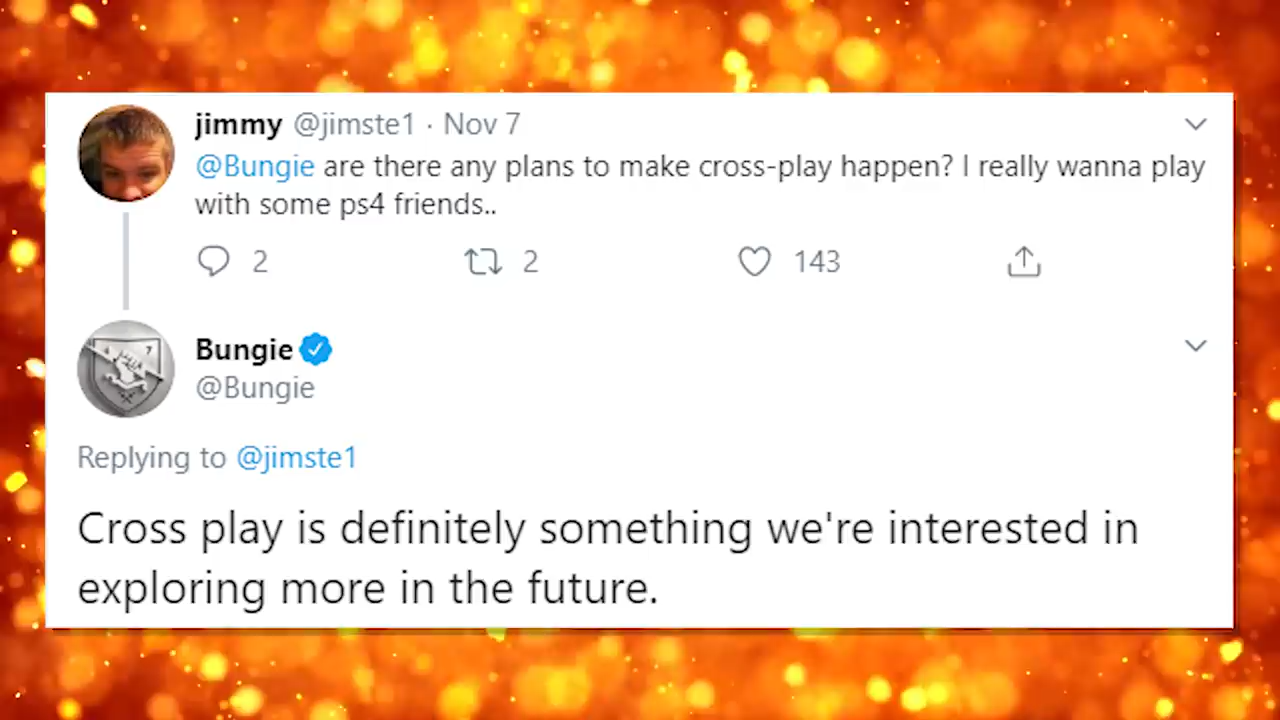 jimmy @jimste1 · Nov 7
@Bungie are there any plans to make cross-play happen? I really wanna play
with some ps4 friends..
2 2 143
Bungie
@Bungie
Replying to @jimste1
Cross play is definitely something we're interested in
exploring more in the future.